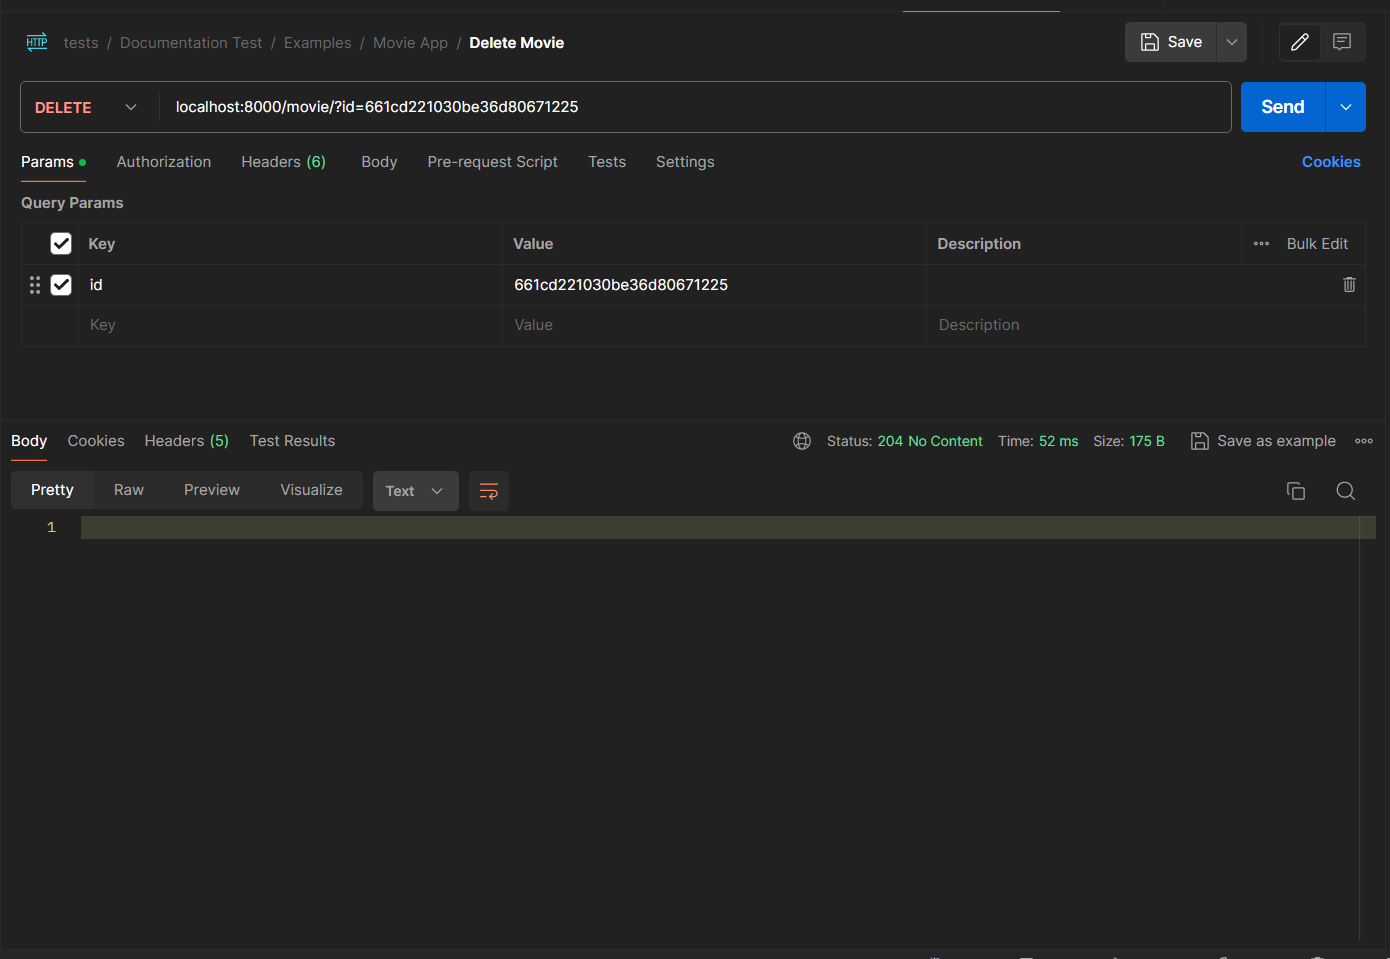 HTTP tests / Documentation Test / Examples / Movie App / Delete Movie Save
DELETE localhost:8000/movie/?id=661cd221030be36d80671225 Send
Params Authorization Headers (6) Body Pre-request Script Tests Settings Cookies
Query Params
Key Value Description Bulk Edit
id 661cd221030be36d80671225
Key Value Description
Body Cookies Headers (5) Test Results Status: 204 No Content Time: 52 ms Size: 175 B Save as example
Pretty Raw Preview Visualize Text
1